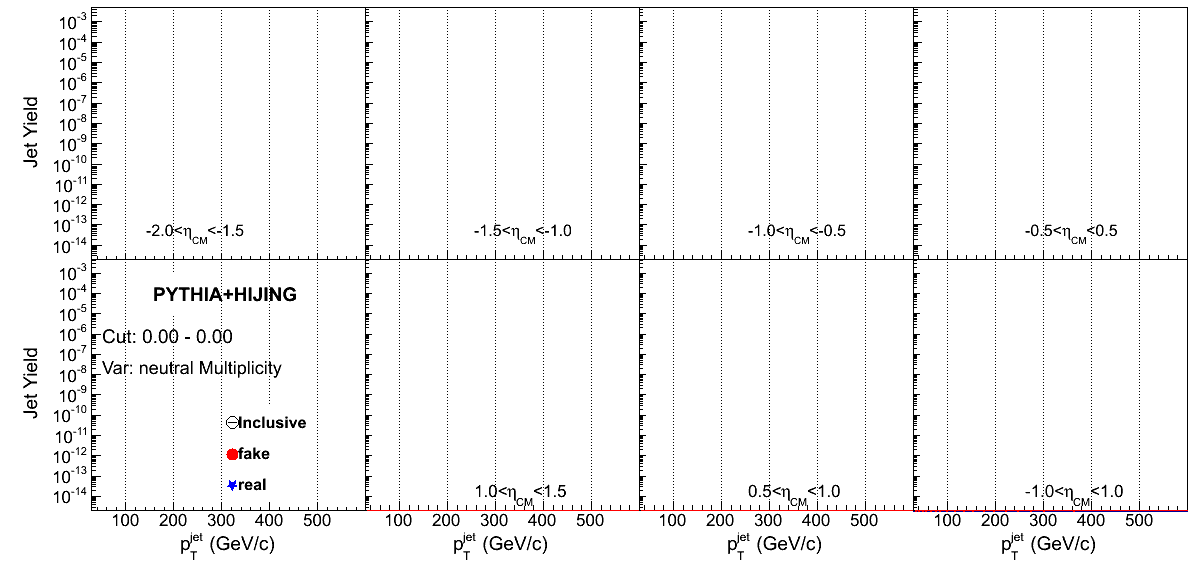 Jet Yield
10^-3
10^-4
10^-5
10^-6
10^-7
10^-8
10^-9
10^-10
10^-11
10^-12
10^-13
10^-14
-2.0<η_CM<-1.5
-1.5<η_CM<-1.0
-1.0<η_CM<-0.5
-0.5<η_CM<0.5
Jet Yield
10^-3
10^-4
10^-5
10^-6
10^-7
10^-8
10^-9
10^-10
10^-11
10^-12
10^-13
10^-14
PYTHIA+HIJING
Cut: 0.00 - 0.00
Var: neutral Multiplicity
Inclusive
fake
real
1.0<η_CM<1.5
0.5<η_CM<1.0
-1.0<η_CM<1.0
100 200 300 400 500
100 200 300 400 500
100 200 300 400 500
100 200 300 400 500
p_T^jet (GeV/c)
p_T^jet (GeV/c)
p_T^jet (GeV/c)
p_T^jet (GeV/c)